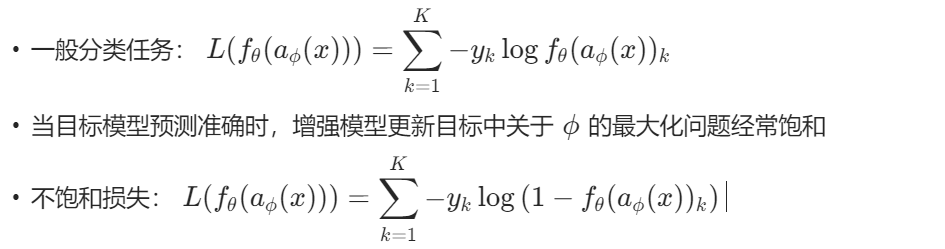 • 一般分类任务： $L(f_\theta(a_\phi(x))) = \sum_{k=1}^{K} -y_k \log f_\theta(a_\phi(x))_k$
• 当目标模型预测准确时，增强模型更新目标中关于 $\phi$ 的最大化问题经常饱和
• 不饱和损失： $L(f_\theta(a_\phi(x))) = \sum_{k=1}^{K} -y_k \log (1 - f_\theta(a_\phi(x))_k)$